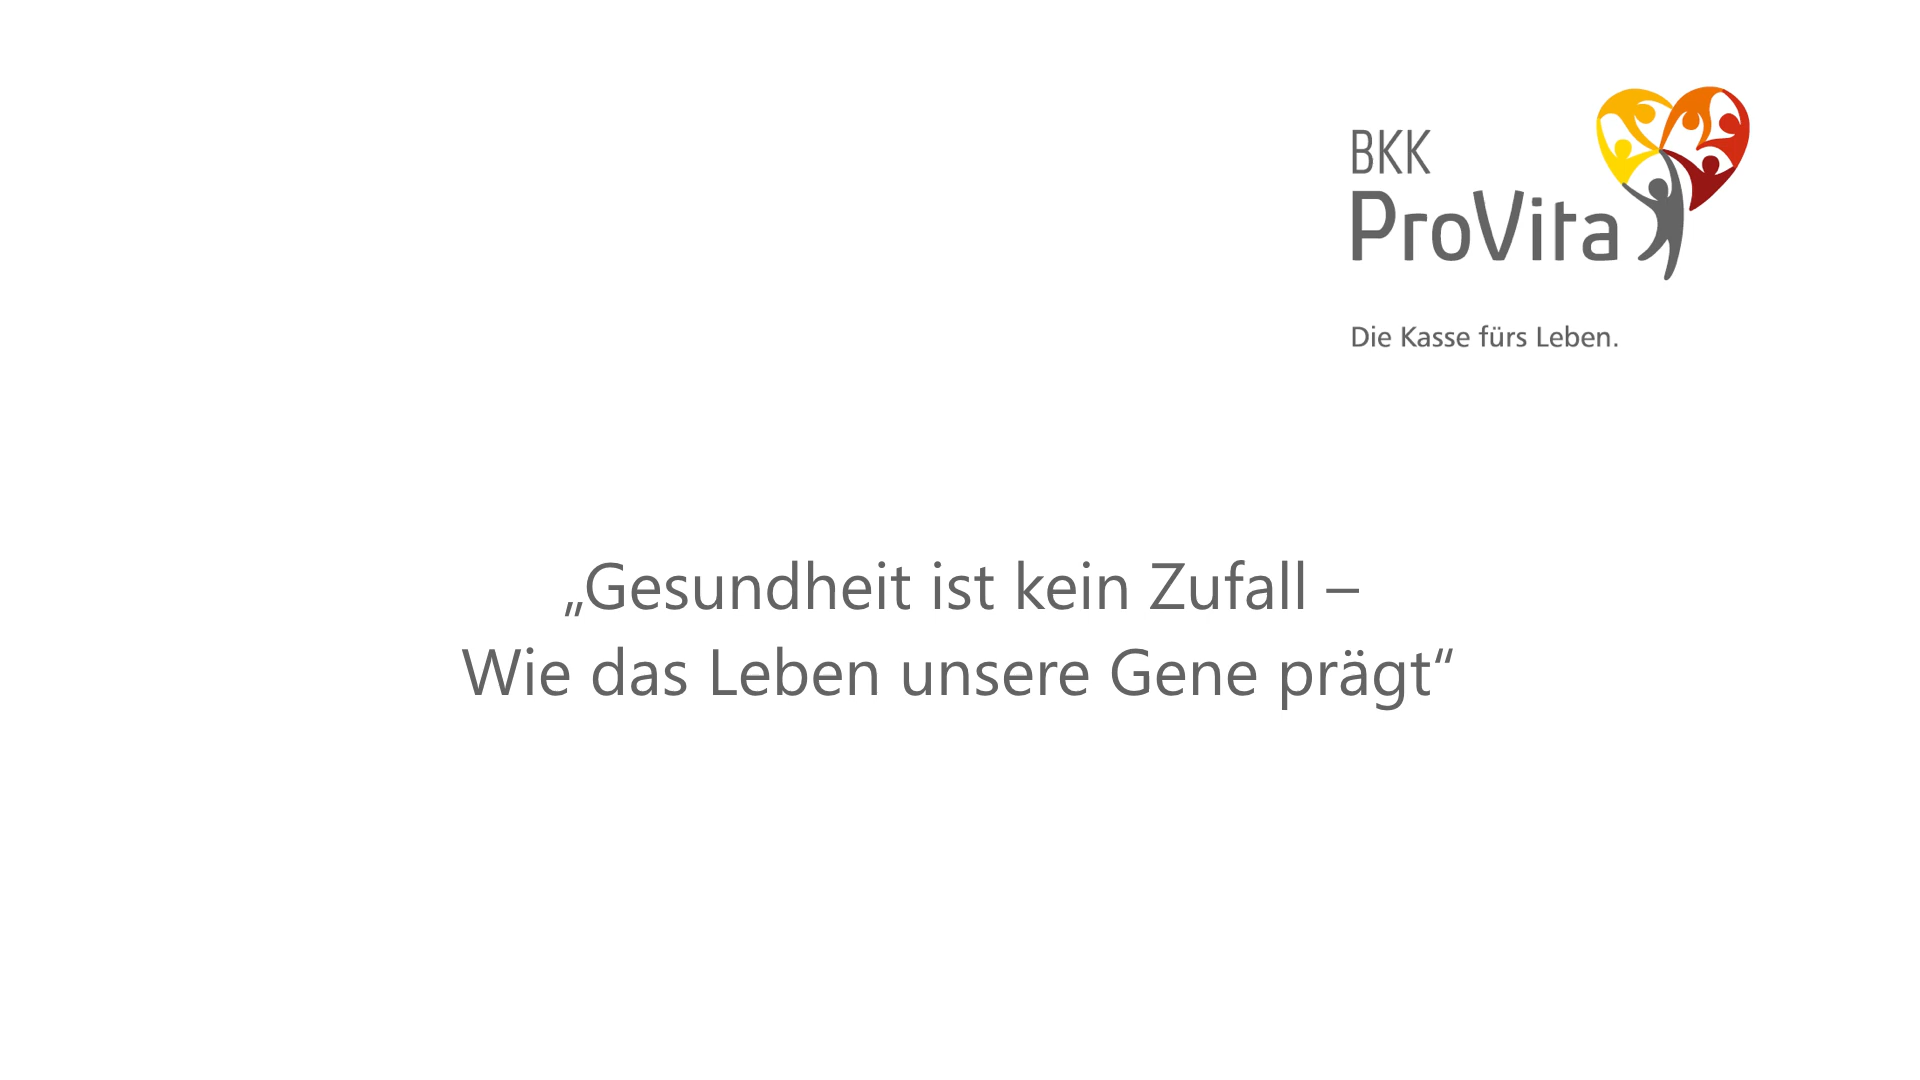 BKK
ProVita
Die Kasse fürs Leben.
„Gesundheit ist kein Zufall –
Wie das Leben unsere Gene prägt“